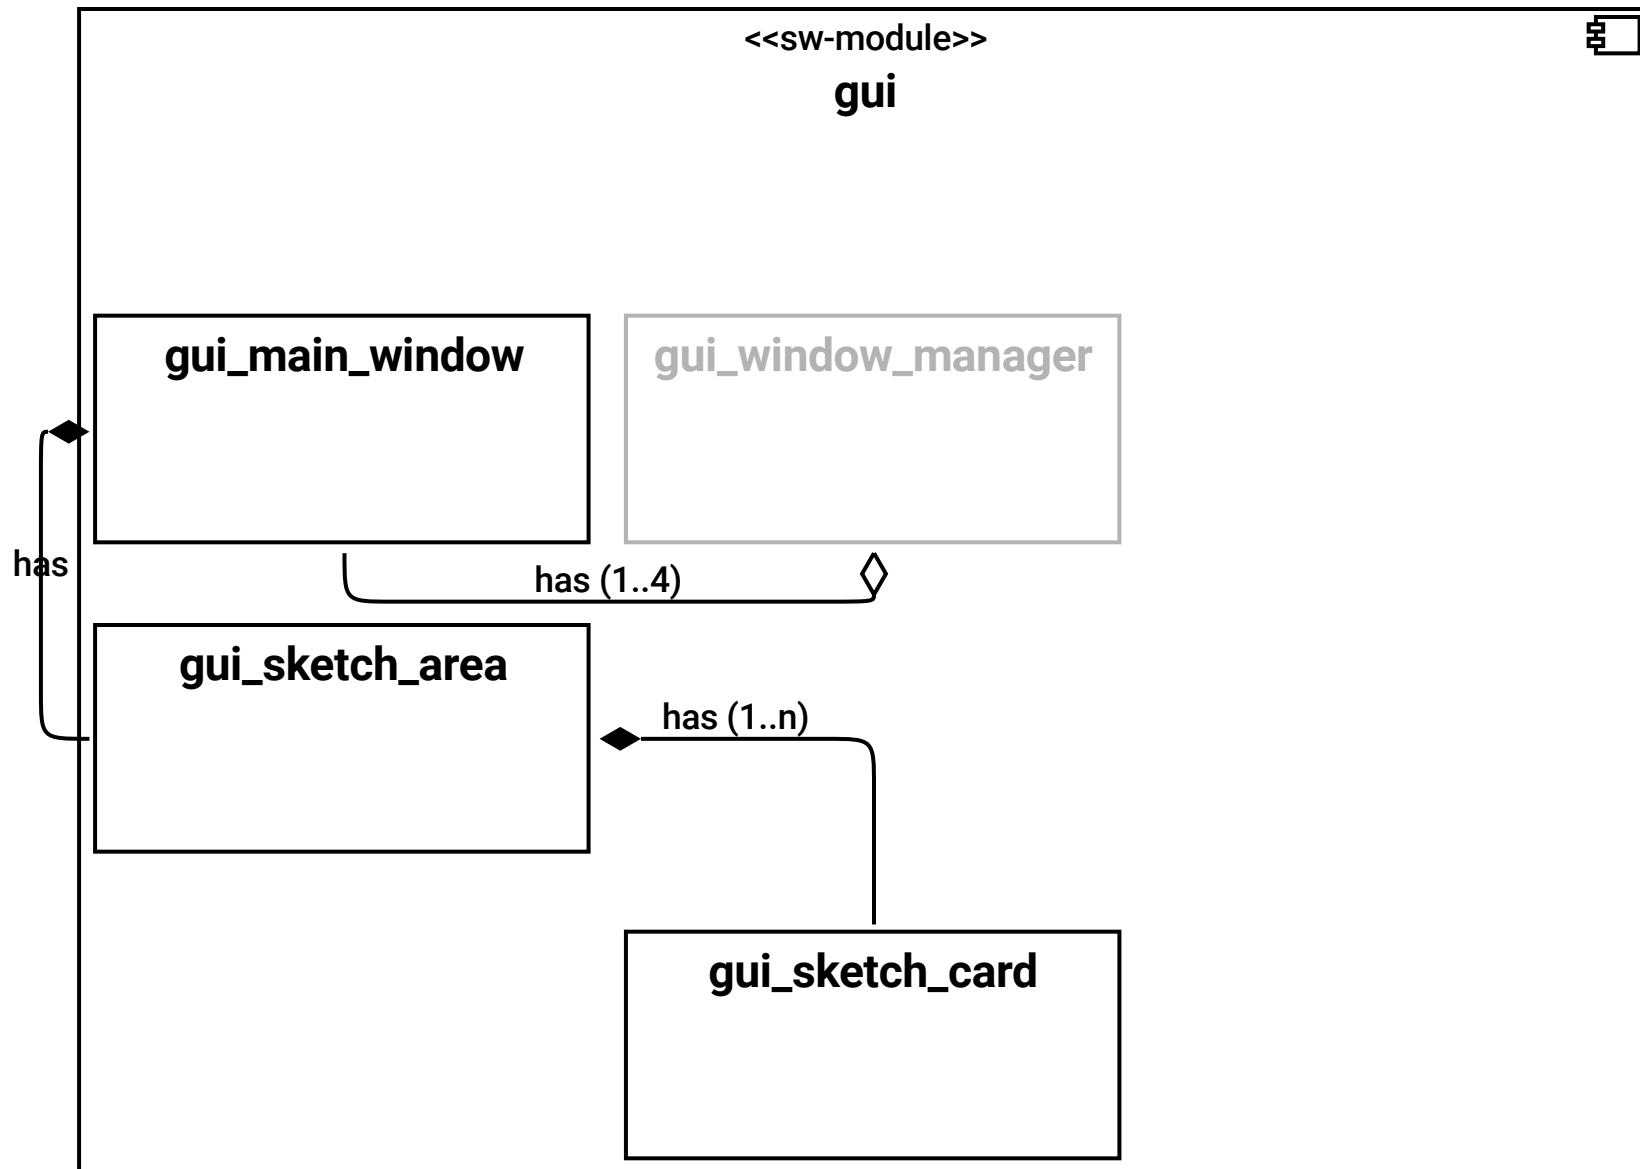 <<sw-module>>
gui
gui_main_window
gui_window_manager
has
has (1..4)
gui_sketch_area
has (1..n)
gui_sketch_card